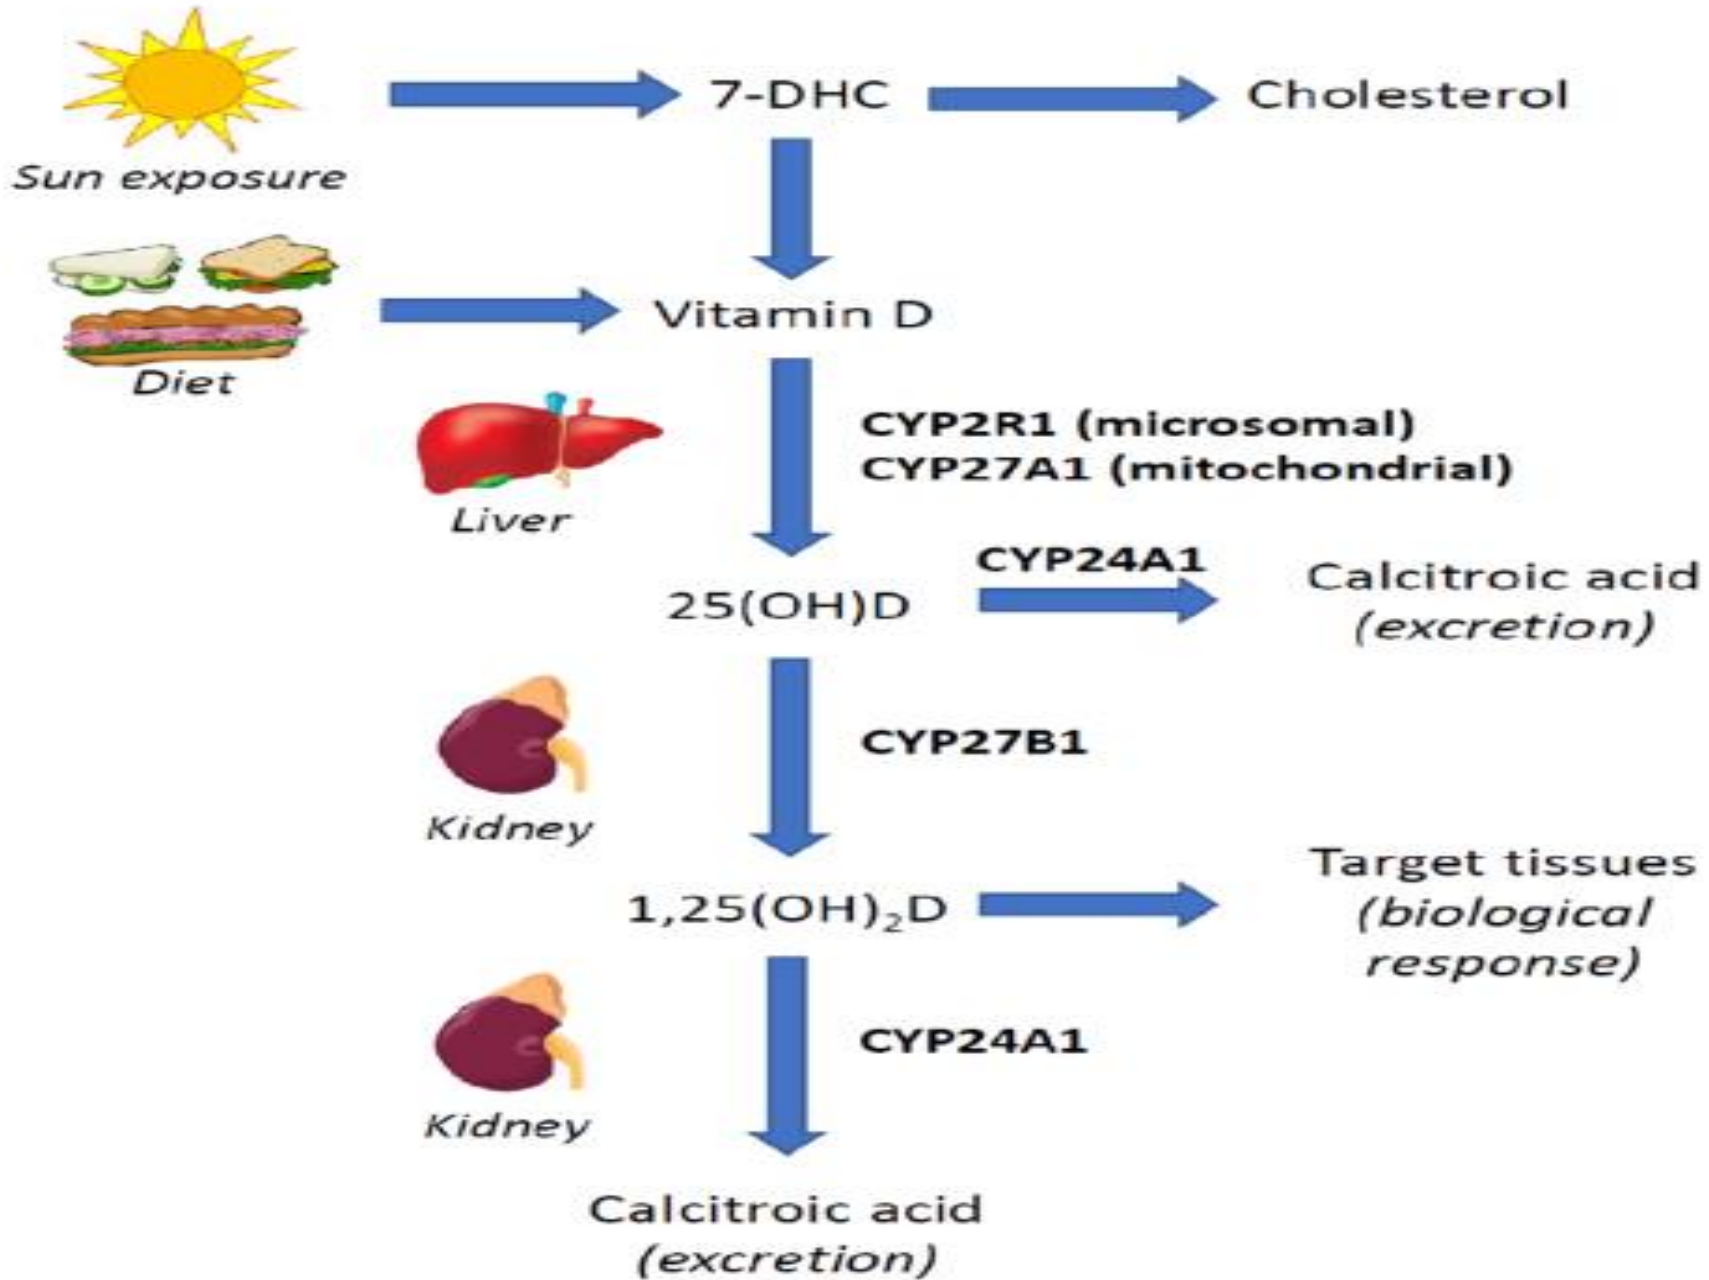 7-DHC
Cholesterol
Sun exposure
Vitamin D
Diet
CYP2R1 (microsomal)
CYP27A1 (mitochondrial)
Liver
CYP24A1
25(OH)D
Calcitroic acid
(excretion)
CYP27B1
Kidney
1,25(OH)₂D
Target tissues
(biological
response)
CYP24A1
Kidney
Calcitroic acid
(excretion)